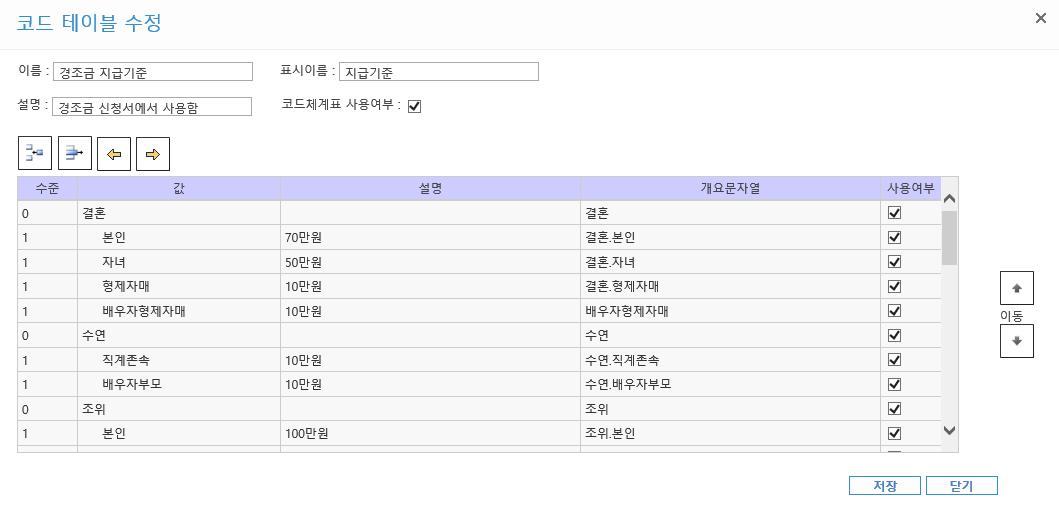 코드 테이블 수정
이름 : 경조금 지급기준 표시이름 : 지급기준
설명 : 경조금 신청서에서 사용함 코드체계표 사용여부 :
수준 값 설명 개요문자열 사용여부
0 결혼 결혼
1 본인 70만원 결혼.본인
1 자녀 50만원 결혼.자녀
1 형제자매 10만원 결혼.형제자매
1 배우자형제자매 10만원 배우자형제자매
0 수연 수연
1 직계존속 10만원 수연.직계존속
1 배우자부모 10만원 수연.배우자부모
0 조위 조위
1 본인 100만원 조위.본인
이동
저장 닫기